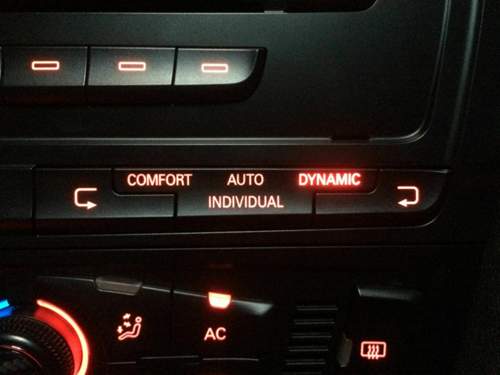 COMFORT AUTO DYNAMIC
INDIVIDUAL
AC